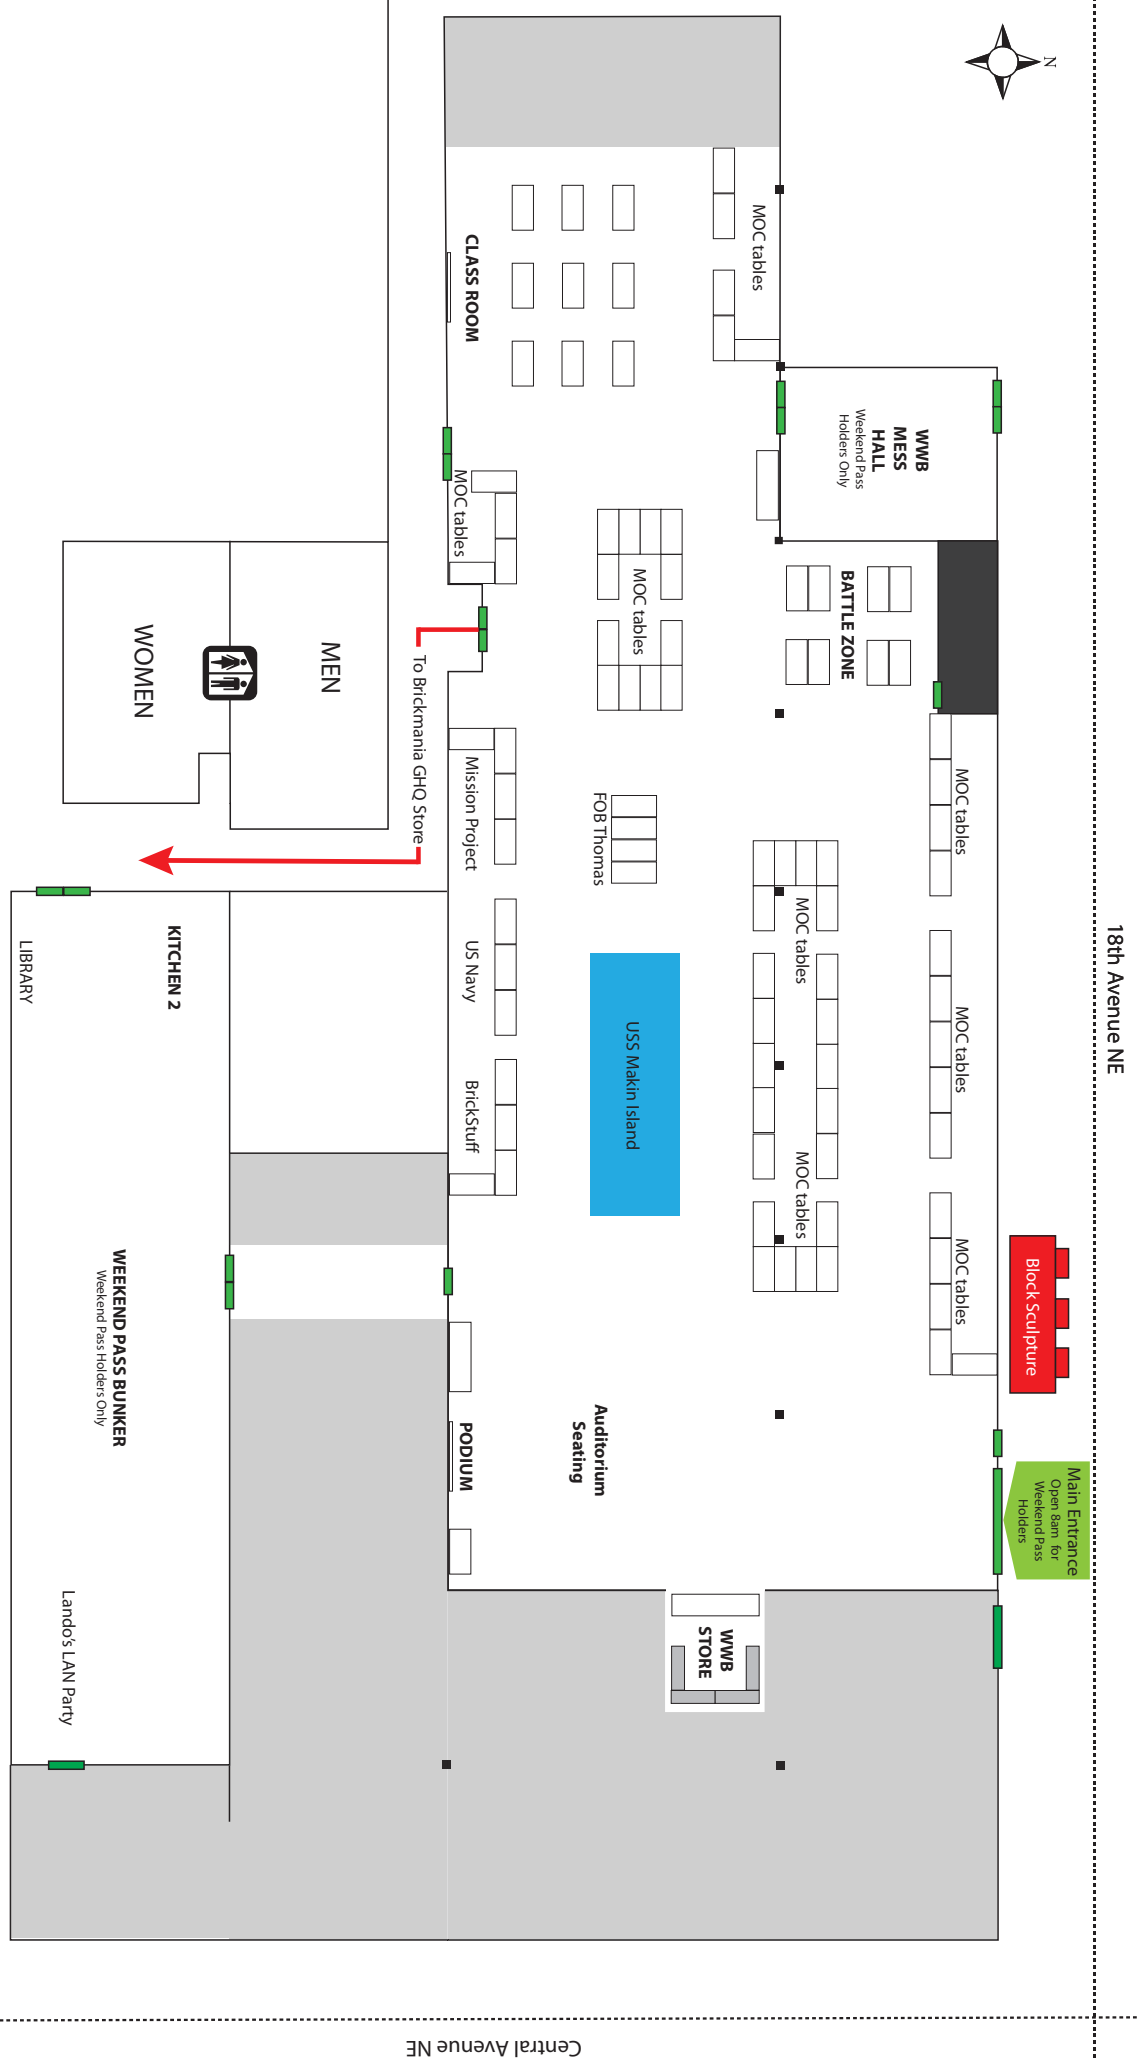 N
18th Avenue NE
Central Avenue NE
Main Entrance
Open 8am for
Weekend Pass
Holders
Block Sculpture
MOC tables
WWB
MESS
HALL
Weekend Pass
Holders Only
CLASS ROOM
MOC tables
MOC tables
BATTLE ZONE
MOC tables
MOC tables
MOC tables
MOC tables
MOC tables
FOB Thomas
USS Makin Island
Mission Project
US Navy
BrickStuff
To Brickmania GHQ Store
MEN
WOMEN
KITCHEN 2
LIBRARY
WEEKEND PASS BUNKER
Weekend Pass Holders Only
Lando's LAN Party
Auditorium
Seating
PODIUM
WWB
STORE